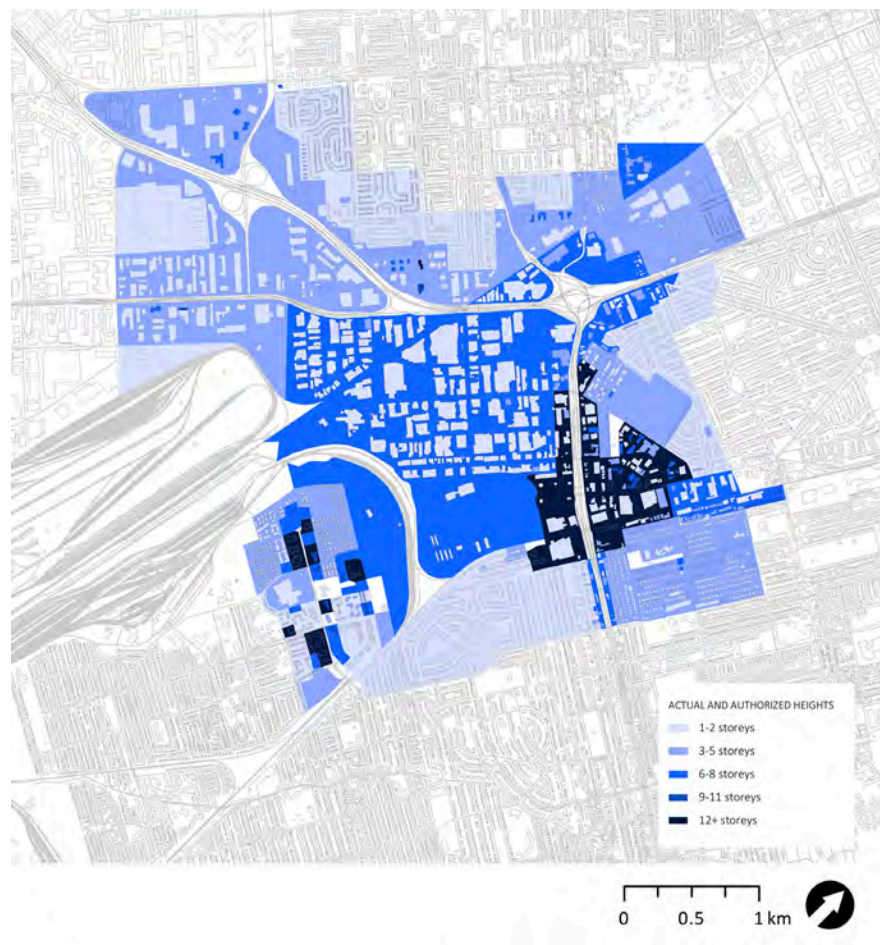 ACTUAL AND AUTHORIZED HEIGHTS
1-2 storeys
3-5 storeys
6-8 storeys
9-11 storeys
12+ storeys
0 0.5 1 km